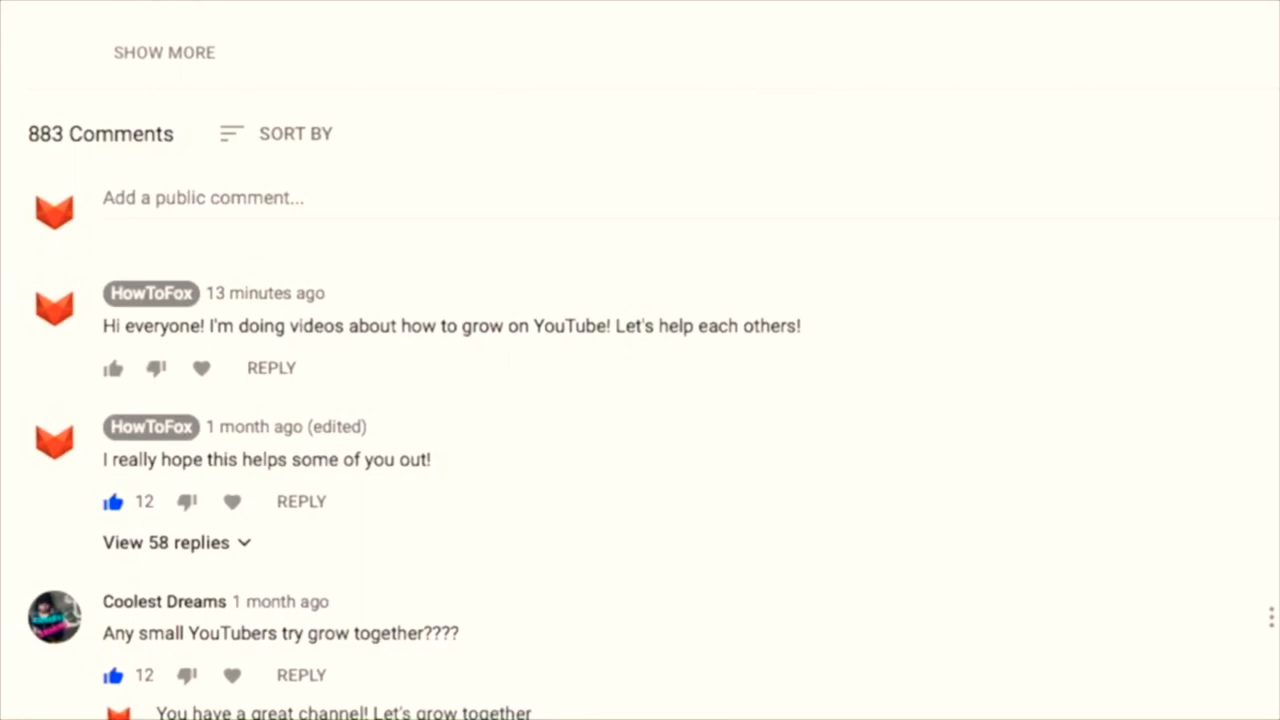 SHOW MORE
883 Comments SORT BY
Add a public comment...
HowToFox 13 minutes ago
Hi everyone! I'm doing videos about how to grow on YouTube! Let's help each others!
REPLY
HowToFox 1 month ago (edited)
I really hope this helps some of you out!
12 REPLY
View 58 replies
Coolest Dreams 1 month ago
Any small YouTubers try grow together????
12 REPLY
You have a great channel! Let's grow together